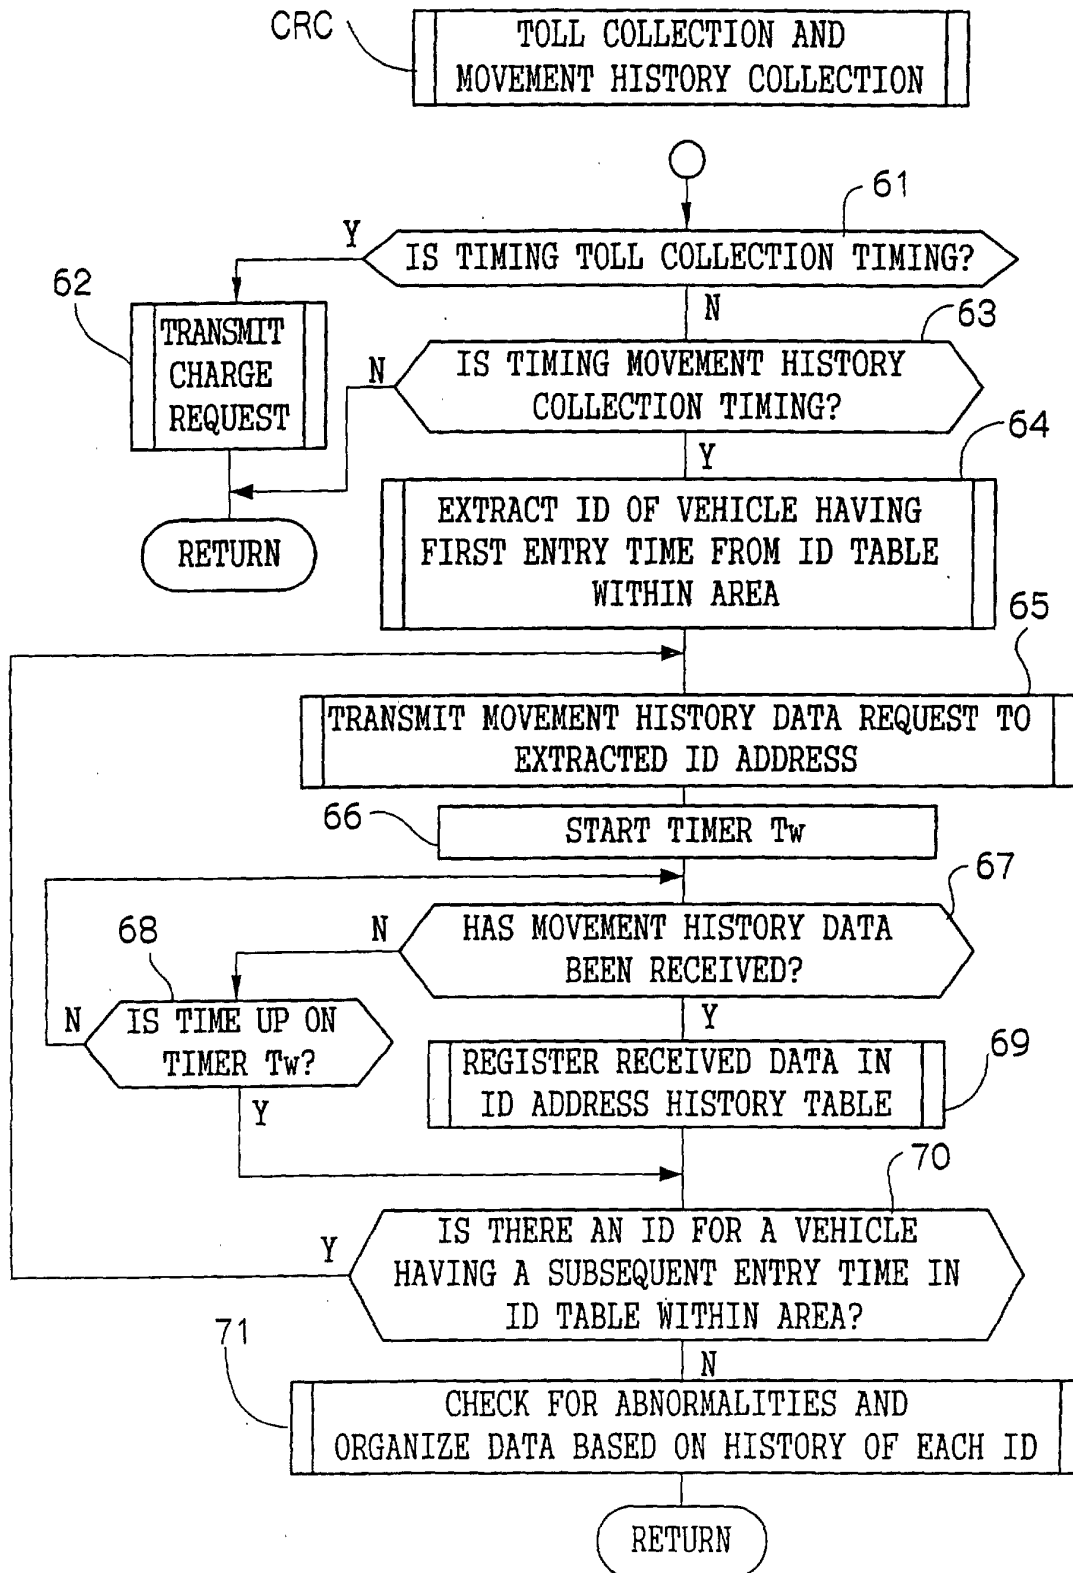 CRC
TOLL COLLECTION AND
MOVEMENT HISTORY COLLECTION
61
Y
IS TIMING TOLL COLLECTION TIMING?
62
N
TRANSMIT
CHARGE
REQUEST
63
N
IS TIMING MOVEMENT HISTORY
COLLECTION TIMING?
Y
64
RETURN
EXTRACT ID OF VEHICLE HAVING
FIRST ENTRY TIME FROM ID TABLE
WITHIN AREA
65
TRANSMIT MOVEMENT HISTORY DATA REQUEST TO
EXTRACTED ID ADDRESS
66
START TIMER Tw
67
N
HAS MOVEMENT HISTORY DATA
BEEN RECEIVED?
68
N
IS TIME UP ON
TIMER Tw?
Y
Y
69
REGISTER RECEIVED DATA IN
ID ADDRESS HISTORY TABLE
70
Y
IS THERE AN ID FOR A VEHICLE
HAVING A SUBSEQUENT ENTRY TIME IN
ID TABLE WITHIN AREA?
71
N
CHECK FOR ABNORMALITIES AND
ORGANIZE DATA BASED ON HISTORY OF EACH ID
RETURN